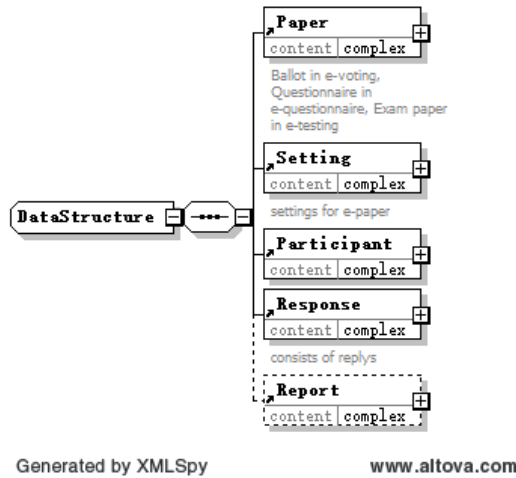 Paper
content complex
Ballot in e-voting,
Questionnaire in
e-questionnaire, Exam paper
in e-testing
Setting
content complex
settings for e-paper
DataStructure
Participant
content complex
Response
content complex
consists of replys
Report
content complex
Generated by XMLSpy www.altova.com